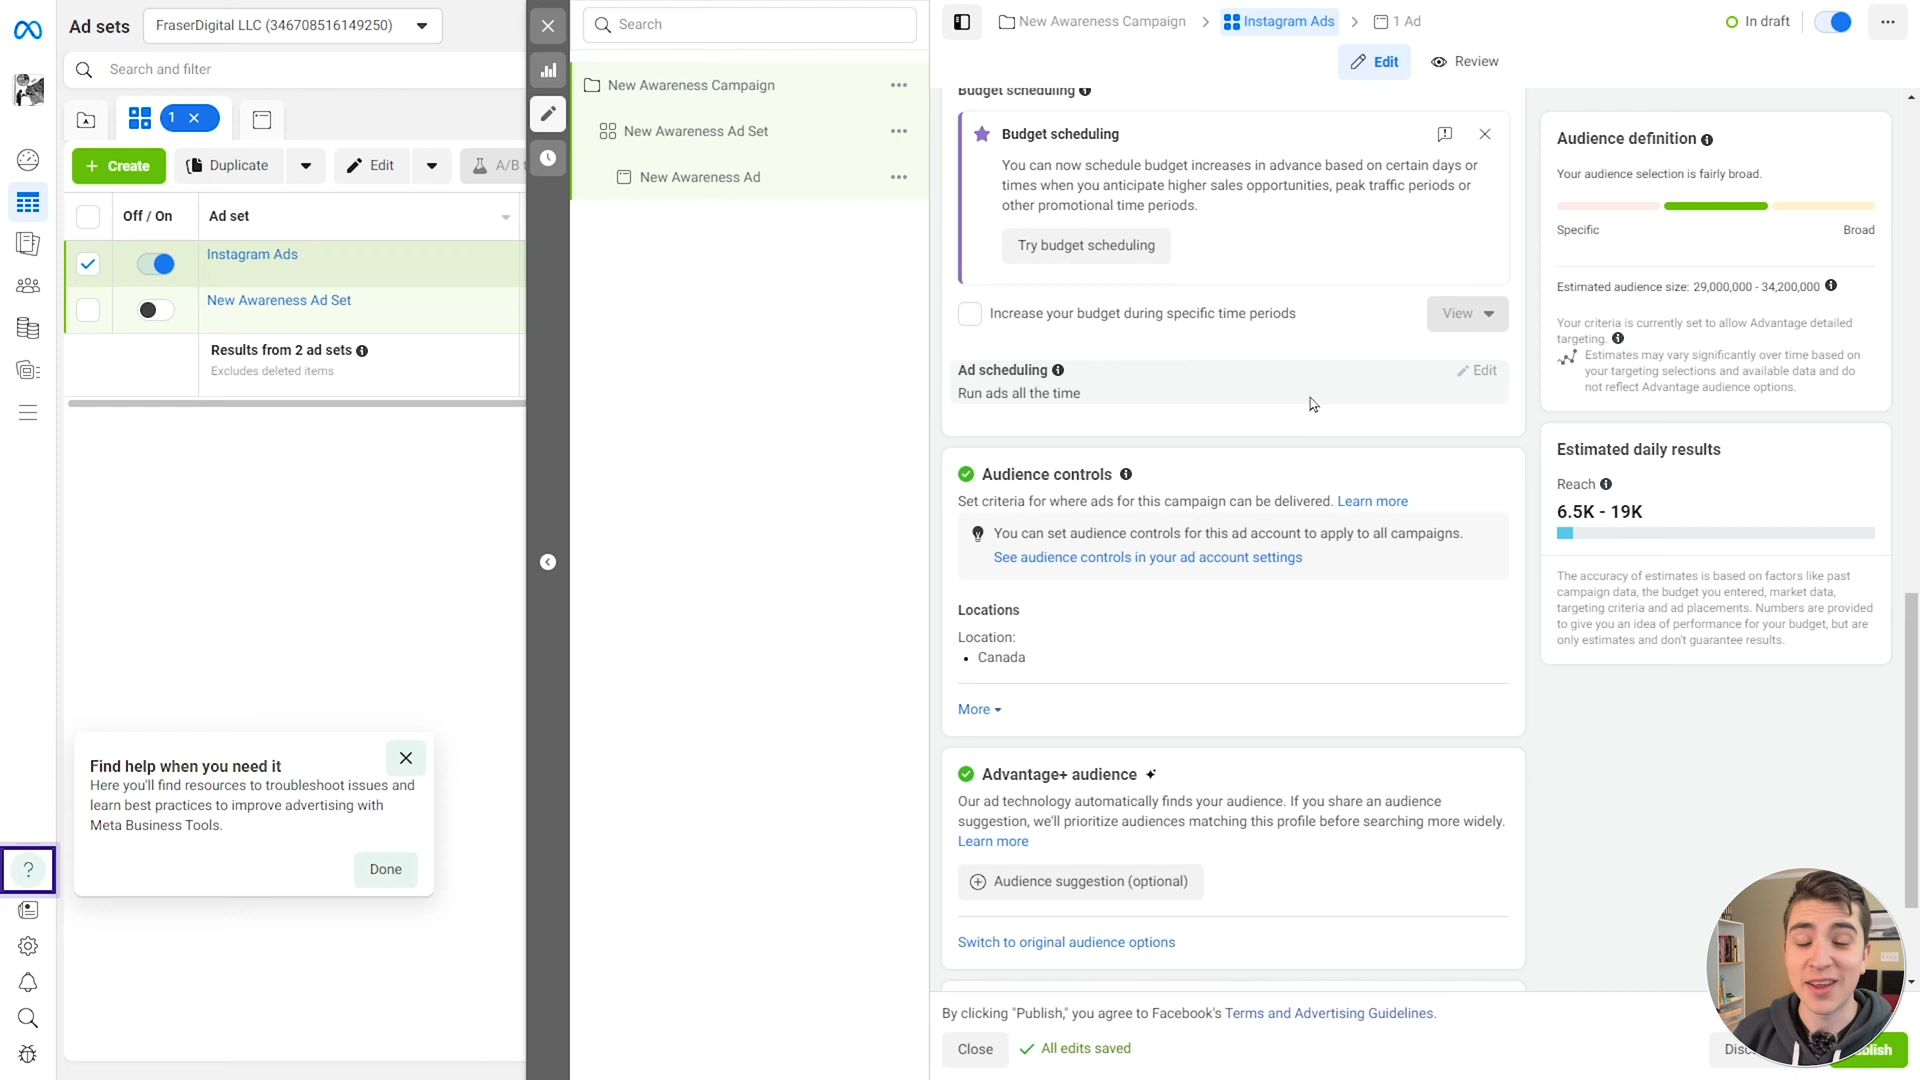 Ad sets
FraserDigital LLC (346708516149250)
Search and filter
1
Create
Duplicate
Edit
A/B
Off / On
Ad set
Instagram Ads
New Awareness Ad Set
Results from 2 ad sets
Excludes deleted items
Find help when you need it
Here you'll find resources to troubleshoot issues and
learn best practices to improve advertising with
Meta Business Tools.
Done
Search
New Awareness Campaign
New Awareness Ad Set
New Awareness Ad
New Awareness Campaign
Instagram Ads
1 Ad
In draft
Edit
Review
Budget scheduling
Budget scheduling
You can now schedule budget increases in advance based on certain days or
times when you anticipate higher sales opportunities, peak traffic periods or
other promotional time periods.
Try budget scheduling
Increase your budget during specific time periods
View
Ad scheduling
Edit
Run ads all the time
Audience controls
Set criteria for where ads for this campaign can be delivered. Learn more
You can set audience controls for this ad account to apply to all campaigns.
See audience controls in your ad account settings
Locations
Location:
• Canada
More
Advantage+ audience
Our ad technology automatically finds your audience. If you share an audience
suggestion, we'll prioritize audiences matching this profile before searching more widely.
Learn more
Audience suggestion (optional)
Switch to original audience options
By clicking "Publish," you agree to Facebook's Terms and Advertising Guidelines.
Close
All edits saved
Audience definition
Your audience selection is fairly broad.
Specific
Broad
Estimated audience size: 29,000,000 - 34,200,000
Your criteria is currently set to allow Advantage detailed
targeting.
Estimates may vary significantly over time based on
your targeting selections and available data and do
not reflect Advantage audience options.
Estimated daily results
Reach
6.5K - 19K
The accuracy of estimates is based on factors like past
campaign data, the budget you entered, market data,
targeting criteria and ad placements. Numbers are provided
to give you an idea of performance for your budget, but are
only estimates and don't guarantee results.